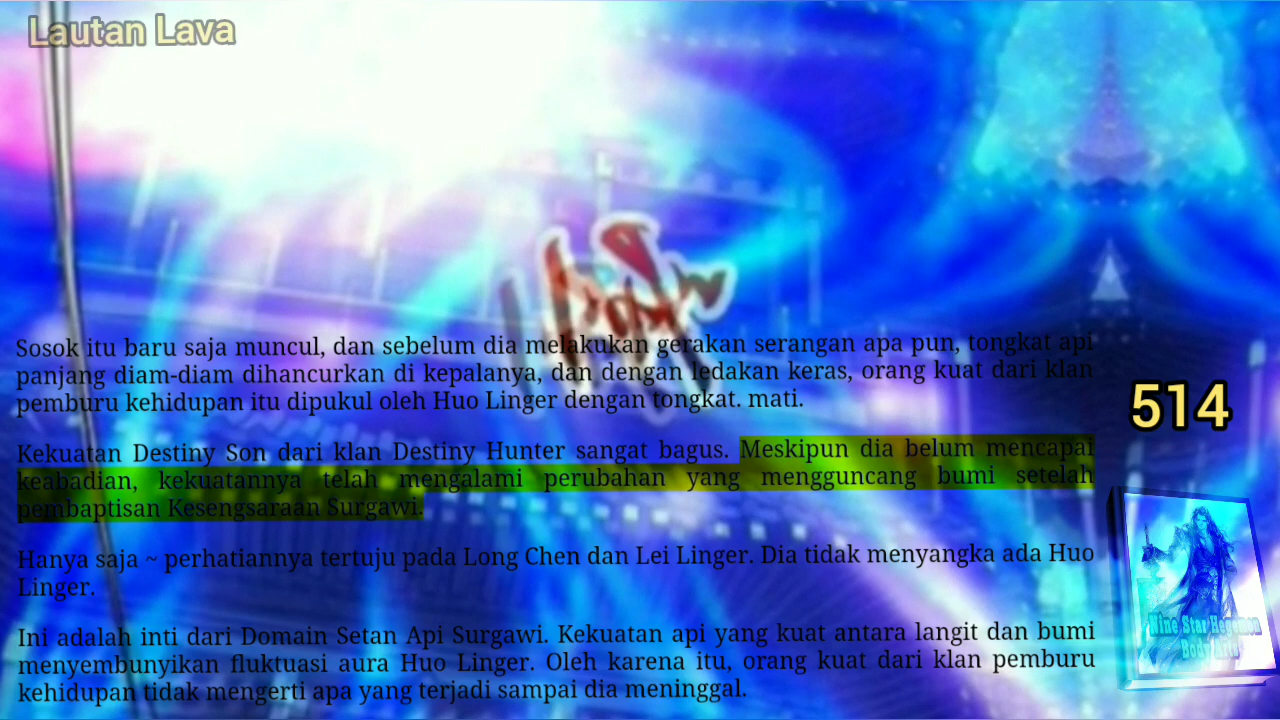 Lautan Lava
Sosok itu baru saja muncul, dan sebelum dia melakukan gerakan serangan apa pun, tongkat api
panjang diam-diam dihancurkan di kepalanya, dan dengan ledakan keras, orang kuat dari klan
pemburu kehidupan itu dipukul oleh Huo Linger dengan tongkat. mati.
Kekuatan Destiny Son dari klan Destiny Hunter sangat bagus. Meskipun dia belum mencapai
keabadian, kekuatannya telah mengalami perubahan yang mengguncang bumi setelah
pembaptisan Kesengsaraan Surgawi.
Hanya saja ~ perhatiannya tertuju pada Long Chen dan Lei Linger. Dia tidak menyangka ada Huo
Linger.
Ini adalah inti dari Domain Setan Api Surgawi. Kekuatan api yang kuat antara langit dan bumi
menyembunyikan fluktuasi aura Huo Linger. Oleh karena itu, orang kuat dari klan pemburu
kehidupan tidak mengerti apa yang terjadi sampai dia meninggal.
514
Nine Star Hegemon
Body Arts